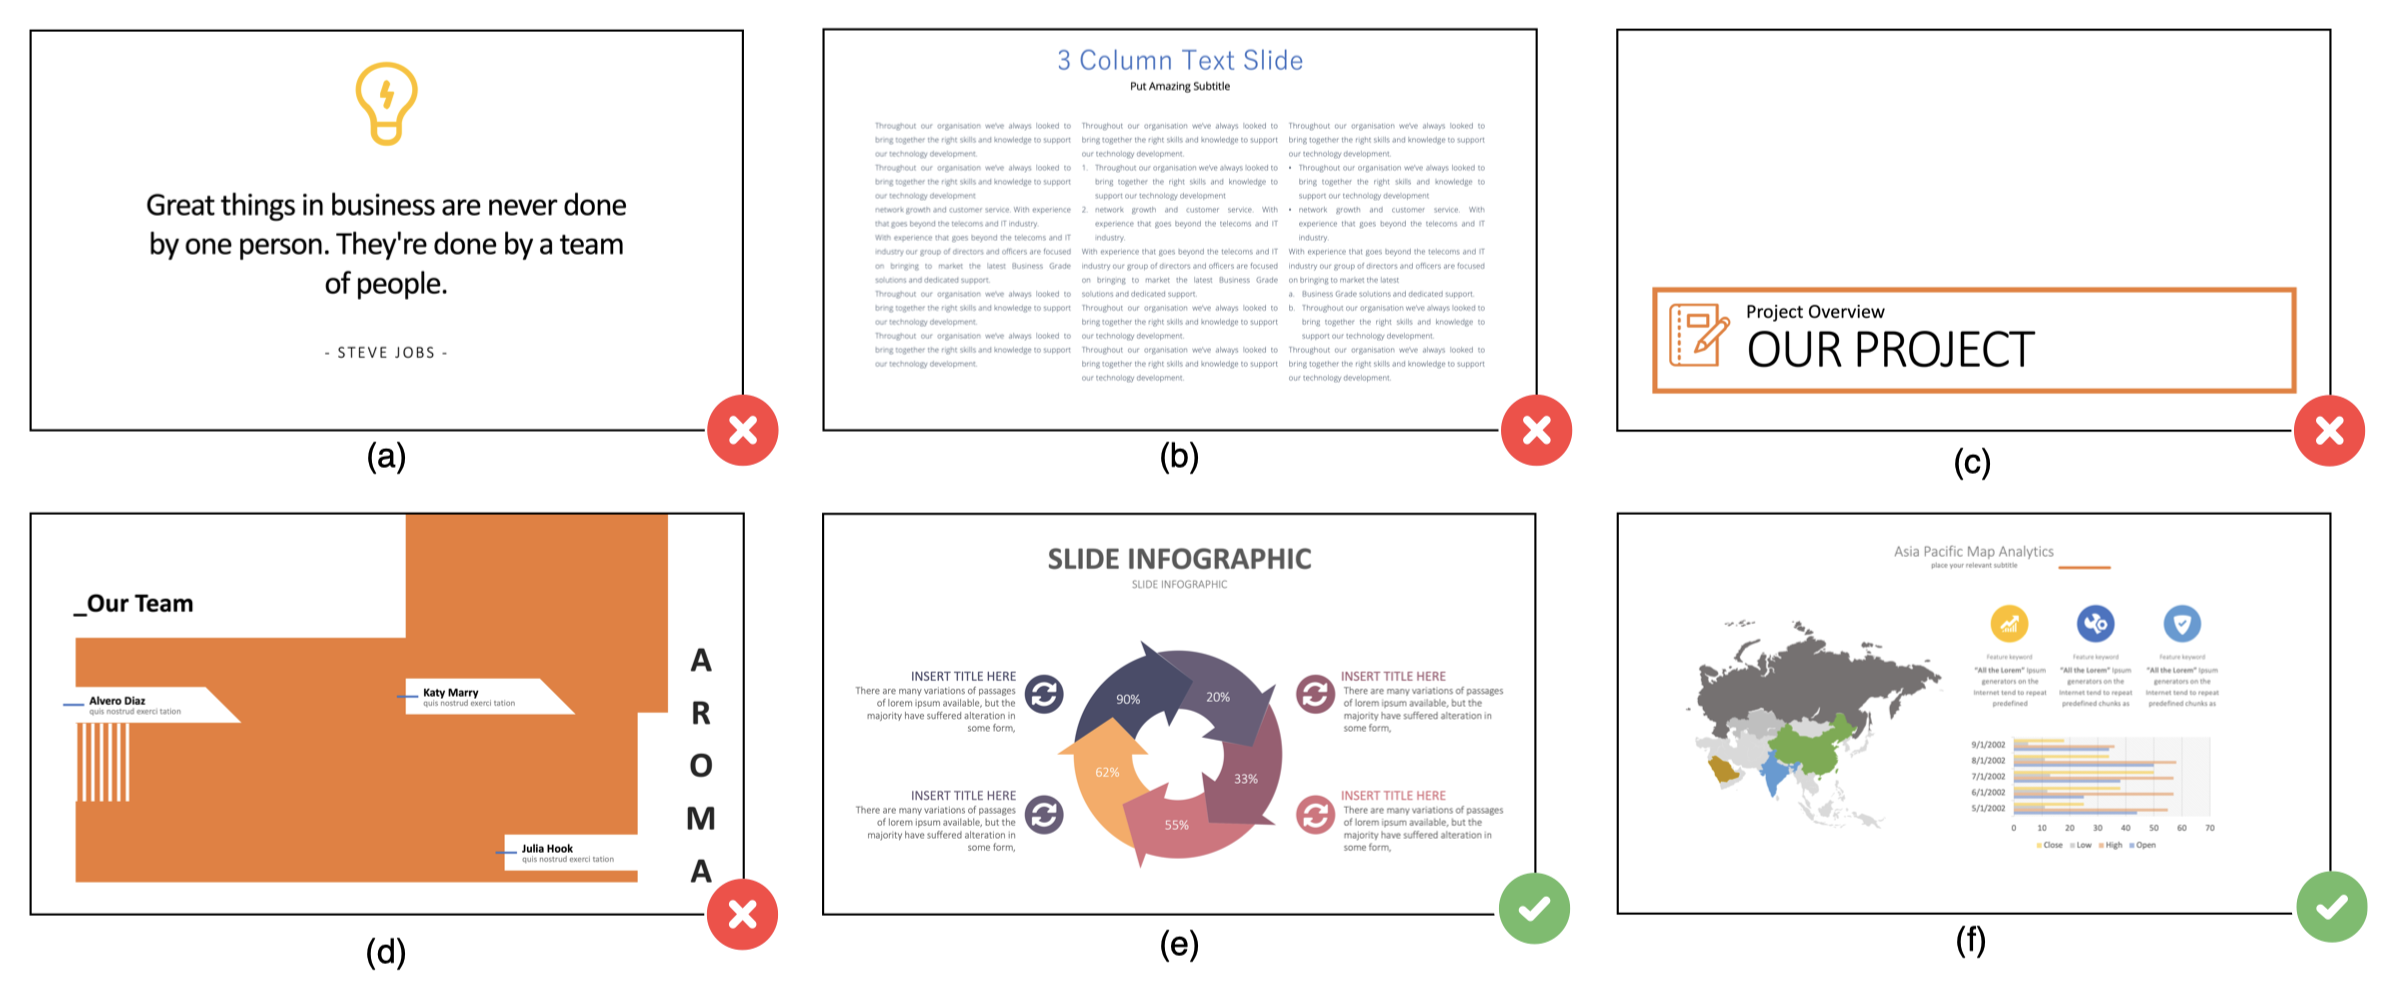 Great things in business are never done
by one person. They're done by a team
of people.
- STEVE JOBS -
(a)
3 Column Text Slide
Put Amazing Subtitle
Throughout our organisation we've always looked to
bring together the right skills and knowledge to support
our technology development.
Throughout our organisation we've always looked to
bring together the right skills and knowledge to support
our technology development
network growth and customer service. With experience
that goes beyond the telecoms and IT industry.
With experience that goes beyond the telecoms and IT
industry our group of directors and officers are focused
on bringing to market the latest Business Grade
solutions and dedicated support.
Throughout our organisation we've always looked to
bring together the right skills and knowledge to support
our technology development.
Throughout our organisation we've always looked to
bring together the right skills and knowledge to support
our technology development.
Throughout our organisation we've always looked to
bring together the right skills and knowledge to support
our technology development.
1. Throughout our organisation we've always looked to
bring together the right skills and knowledge to
support our technology development
2. network growth and customer service. With
experience that goes beyond the telecoms and IT
industry.
With experience that goes beyond the telecoms and IT
industry our group of directors and officers are focused
on bringing to market the latest Business Grade
solutions and dedicated support.
Throughout our organisation we've always looked to
bring together the right skills and knowledge to support
our technology development.
Throughout our organisation we've always looked to
bring together the right skills and knowledge to support
our technology development.
Throughout our organisation we've always looked to
bring together the right skills and knowledge to support
our technology development.
• Throughout our organisation we've always looked to
bring together the right skills and knowledge to
support our technology development
• network growth and customer service. With
experience that goes beyond the telecoms and IT
industry.
With experience that goes beyond the telecoms and IT
industry our group of directors and officers are focused
on bringing to market the latest
a. Business Grade solutions and dedicated support.
b. Throughout our organisation we've always looked to
bring together the right skills and knowledge to
support our technology development.
Throughout our organisation we've always looked to
bring together the right skills and knowledge to support
our technology development.
(b)
Project Overview
OUR PROJECT
(c)
_Our Team
Alvero Diaz
quis nostrud exerci tation
Katy Marry
quis nostrud exerci tation
Julia Hook
quis nostrud exerci tation
A
R
O
M
A
(d)
SLIDE INFOGRAPHIC
SLIDE INFOGRAPHIC
INSERT TITLE HERE
There are many variations of passages
of lorem ipsum available, but the
majority have suffered alteration in
some form,
INSERT TITLE HERE
There are many variations of passages
of lorem ipsum available, but the
majority have suffered alteration in
some form,
90%
20%
62%
33%
55%
INSERT TITLE HERE
There are many variations of passages
of lorem ipsum available, but the
majority have suffered alteration in
some form,
INSERT TITLE HERE
There are many variations of passages
of lorem ipsum available, but the
majority have suffered alteration in
some form,
(e)
Asia Pacific Map Analytics
place your relevant subtitle
Feature keyword
"All the Lorem" Ipsum
generators on the
Internet tend to repeat
predefined
Feature keyword
"All the Lorem" Ipsum
generators on the
Internet tend to repeat
predefined chunks as
Feature keyword
"All the Lorem" Ipsum
generators on the
Internet tend to repeat
predefined chunks as
9/1/2002
8/1/2002
7/1/2002
6/1/2002
5/1/2002
0 10 20 30 40 50 60 70
Close Low High Open
(f)